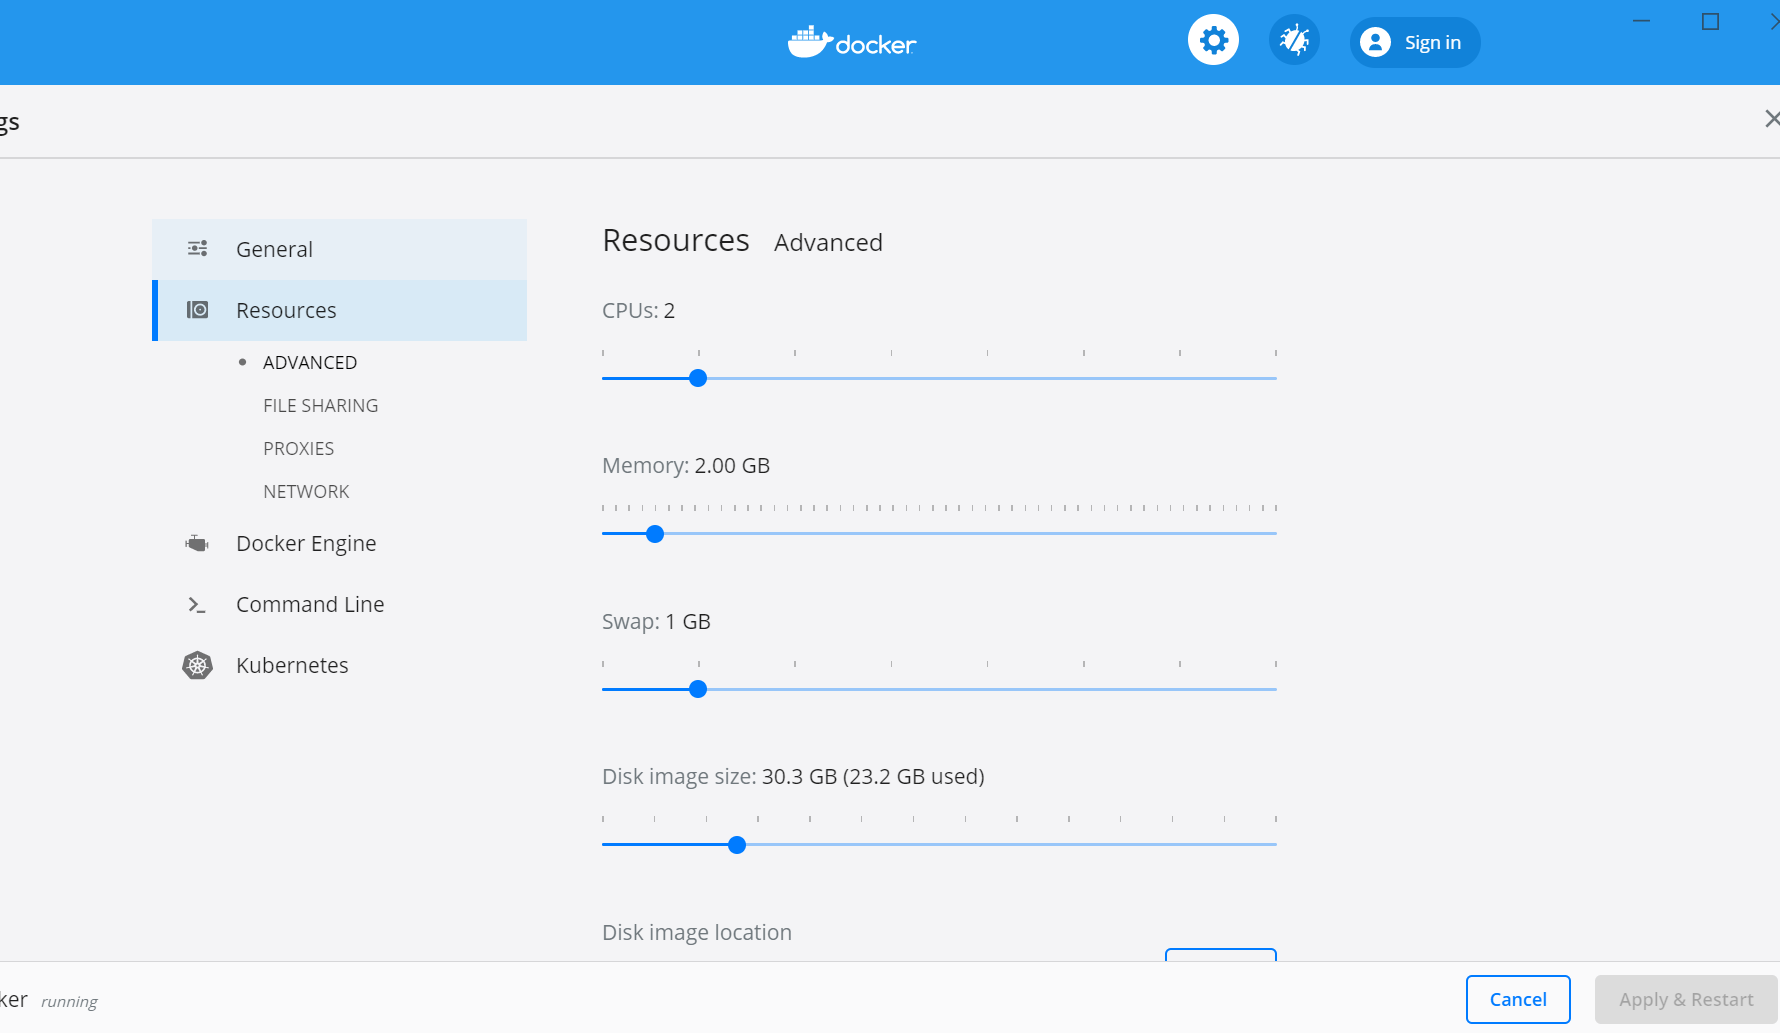 docker
Sign in
gs
General
Resources
ADVANCED
FILE SHARING
PROXIES
NETWORK
Docker Engine
Command Line
Kubernetes
Resources Advanced
CPUs: 2
Memory: 2.00 GB
Swap: 1 GB
Disk image size: 30.3 GB (23.2 GB used)
Disk image location
ker running
Cancel
Apply & Restart